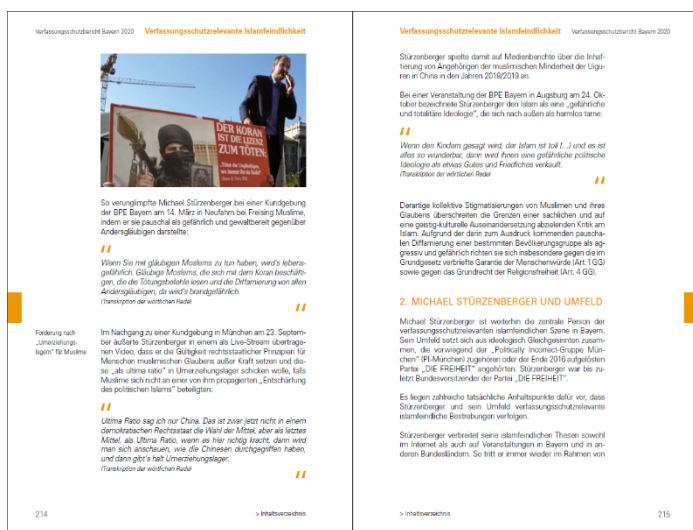 Verfassungsschutzbericht Bayern 2020 Verfassungsschutzrelevante Islamfeindlichkeit
DER KORAN
IST DIE LIZENZ
ZUM TÖTEN:
So verunglimpfte Michael Stürzenberger bei einer Kundgebung
der BPE Bayern am 14. März in Neufahrn bei Freising Muslime,
indem er sie pauschal als gefährlich und gewaltbereit gegenüber
Andersgläubigen darstellte:
"
Wenn Sie mit gläubigen Moslems zu tun haben, wird's lebens-
gefährlich. Gläubige Moslems, die sich mit dem Koran beschäfti-
gen, die die Tötungsbefehle lesen und die Diffamierung von allen
Andersgläubigen, da wird's brandgefährlich.
(Transkription der wörtlichen Rede)
"
Forderung nach
„Umerziehungs-
lagern" für Muslime
Im Nachgang zu einer Kundgebung in München am 23. Septem-
ber äußerte Stürzenberger in einem als Live-Stream übertrage-
nen Video, dass er die Gültigkeit rechtsstaatlicher Prinzipien für
Menschen muslimischen Glaubens außer Kraft setzen und die-
se „als ultima ratio" in Umerziehungslager schicken wolle, falls
Muslime sich nicht an einer von ihm propagierten „Entschärfung
des politischen Islams" beteiligten:
"
Ultima Ratio sag ich nur China. Das ist zwar jetzt nicht in einem
demokratischen Rechtsstaat die Wahl der Mittel, aber als letztes
Mittel, als Ultima Ratio, wenn es hier richtig kracht, dann wird
man sich anschauen, wie die Chinesen durchgegriffen haben,
und dann gibt's halt Umerziehungslager.
(Transkription der wörtlichen Rede)
"
214 > Inhaltsverzeichnis
Verfassungsschutzrelevante Islamfeindlichkeit Verfassungsschutzbericht Bayern 2020
Stürzenberger spielte damit auf Medienberichte über die Inhaf-
tierung von Angehörigen der muslimischen Minderheit der Uigu-
ren in China in den Jahren 2018/2019 an.
Bei einer Veranstaltung der BPE Bayern in Augsburg am 24. Ok-
tober bezeichnete Stürzenberger den Islam als eine „gefährliche
und totalitäre Ideologie", die sich nach außen als harmlos tarne:
"
Wenn den Kindern gesagt wird, der Islam ist toll [...] und es ist
alles so wunderbar, dann wird ihnen eine gefährliche politische
Ideologie als etwas Gutes und Friedliches verkauft.
(Transkription der wörtlichen Rede)
"
Derartige kollektive Stigmatisierungen von Muslimen und ihres
Glaubens überschreiten die Grenzen einer sachlichen und auf
eine geistig-kulturelle Auseinandersetzung abzielenden Kritik am
Islam. Aufgrund der darin zum Ausdruck kommenden pauscha-
len Diffamierung einer bestimmten Bevölkerungsgruppe als ag-
gressiv und gefährlich richten sie sich insbesondere gegen die im
Grundgesetz verbriefte Garantie der Menschenwürde (Art. 1 GG)
sowie gegen das Grundrecht der Religionsfreiheit (Art. 4 GG).
2. MICHAEL STÜRZENBERGER UND UMFELD
Michael Stürzenberger ist weiterhin die zentrale Person der
verfassungsschutzrelevanten islamfeindlichen Szene in Bayern.
Sein Umfeld setzt sich aus ideologisch Gleichgesinnten zusam-
men, die vorwiegend der „Politically Incorrect-Gruppe Mün-
chen" (PI-München) zugehören oder der Ende 2016 aufgelösten
Partei „DIE FREIHEIT" angehörten. Stürzenberger war bis zu-
letzt Bundesvorsitzender der Partei „DIE FREIHEIT".
Es liegen zahlreiche tatsächliche Anhaltspunkte dafür vor, dass
Stürzenberger und sein Umfeld verfassungsschutzrelevante
islamfeindliche Bestrebungen verfolgen.
Stürzenberger verbreitet seine islamfeindlichen Thesen sowohl
im Internet als auch auf Veranstaltungen in Bayern und in an-
deren Bundesländern. So tritt er immer wieder im Rahmen von
> Inhaltsverzeichnis 215